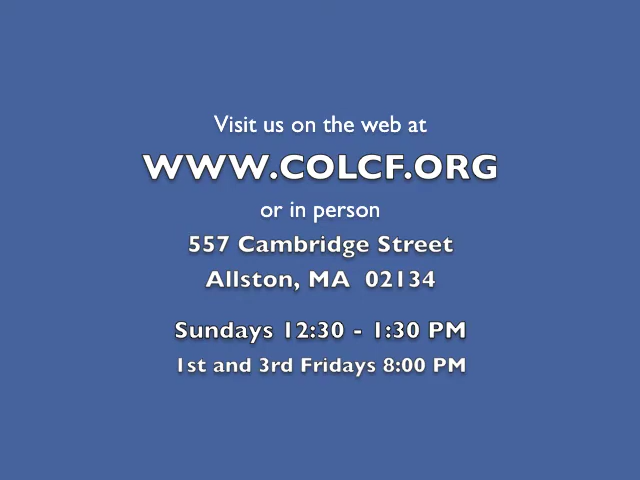 Visit us on the web at
WWW.COLCF.ORG
or in person
557 Cambridge Street
Allston, MA 02134
Sundays 12:30 - 1:30 PM
1st and 3rd Fridays 8:00 PM